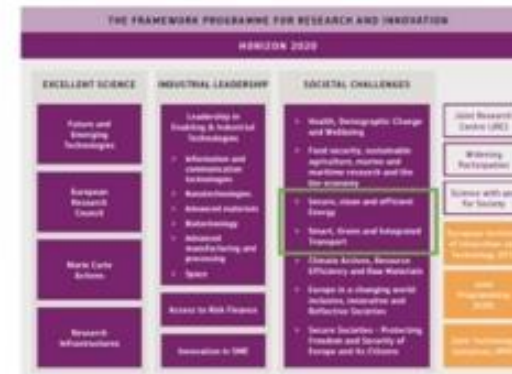 THE FRAMEWORK PROGRAMME FOR RESEARCH AND INNOVATION
HORIZON 2020
EXCELLENT SCIENCE
Future and
Emerging
Technologies
European
Research
Council
Marie Curie
Actions
Research
Infrastructures
INDUSTRIAL LEADERSHIP
Leadership in
Enabling & Industrial
Technologies
Information and
communication
technologies
Nanotechnologies
Advanced materials
Biotechnology
Advanced
manufacturing and
processing
Space
Access to Risk Finance
Innovation in SME
SOCIETAL CHALLENGES
Health, Demographic Change
and Wellbeing
Food security, sustainable
agriculture, marine and
maritime research and the
bio-economy
Secure, clean and efficient
Energy
Smart, Green and Integrated
Transport
Climate Actions, Resource
Efficiency and Raw Materials
Europe in a changing world
Inclusive, Innovative and
Reflective Societies
Secure Societies - Protecting
Freedom and Security of
Europe and its Citizens
Joint Research
Centre (JRC)
Widening
Participation
Science with and
for Society